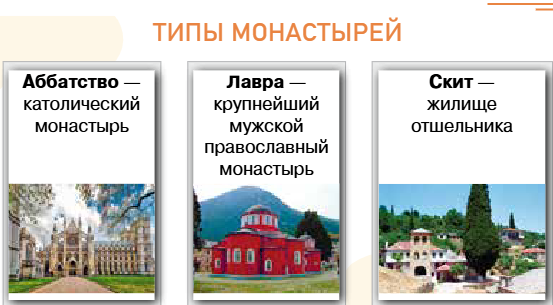 ТИПЫ МОНАСТЫРЕЙ
Аббатство —
католический
монастырь
Лавра —
крупнейший
мужской
православный
монастырь
Скит —
жилище
отшельника